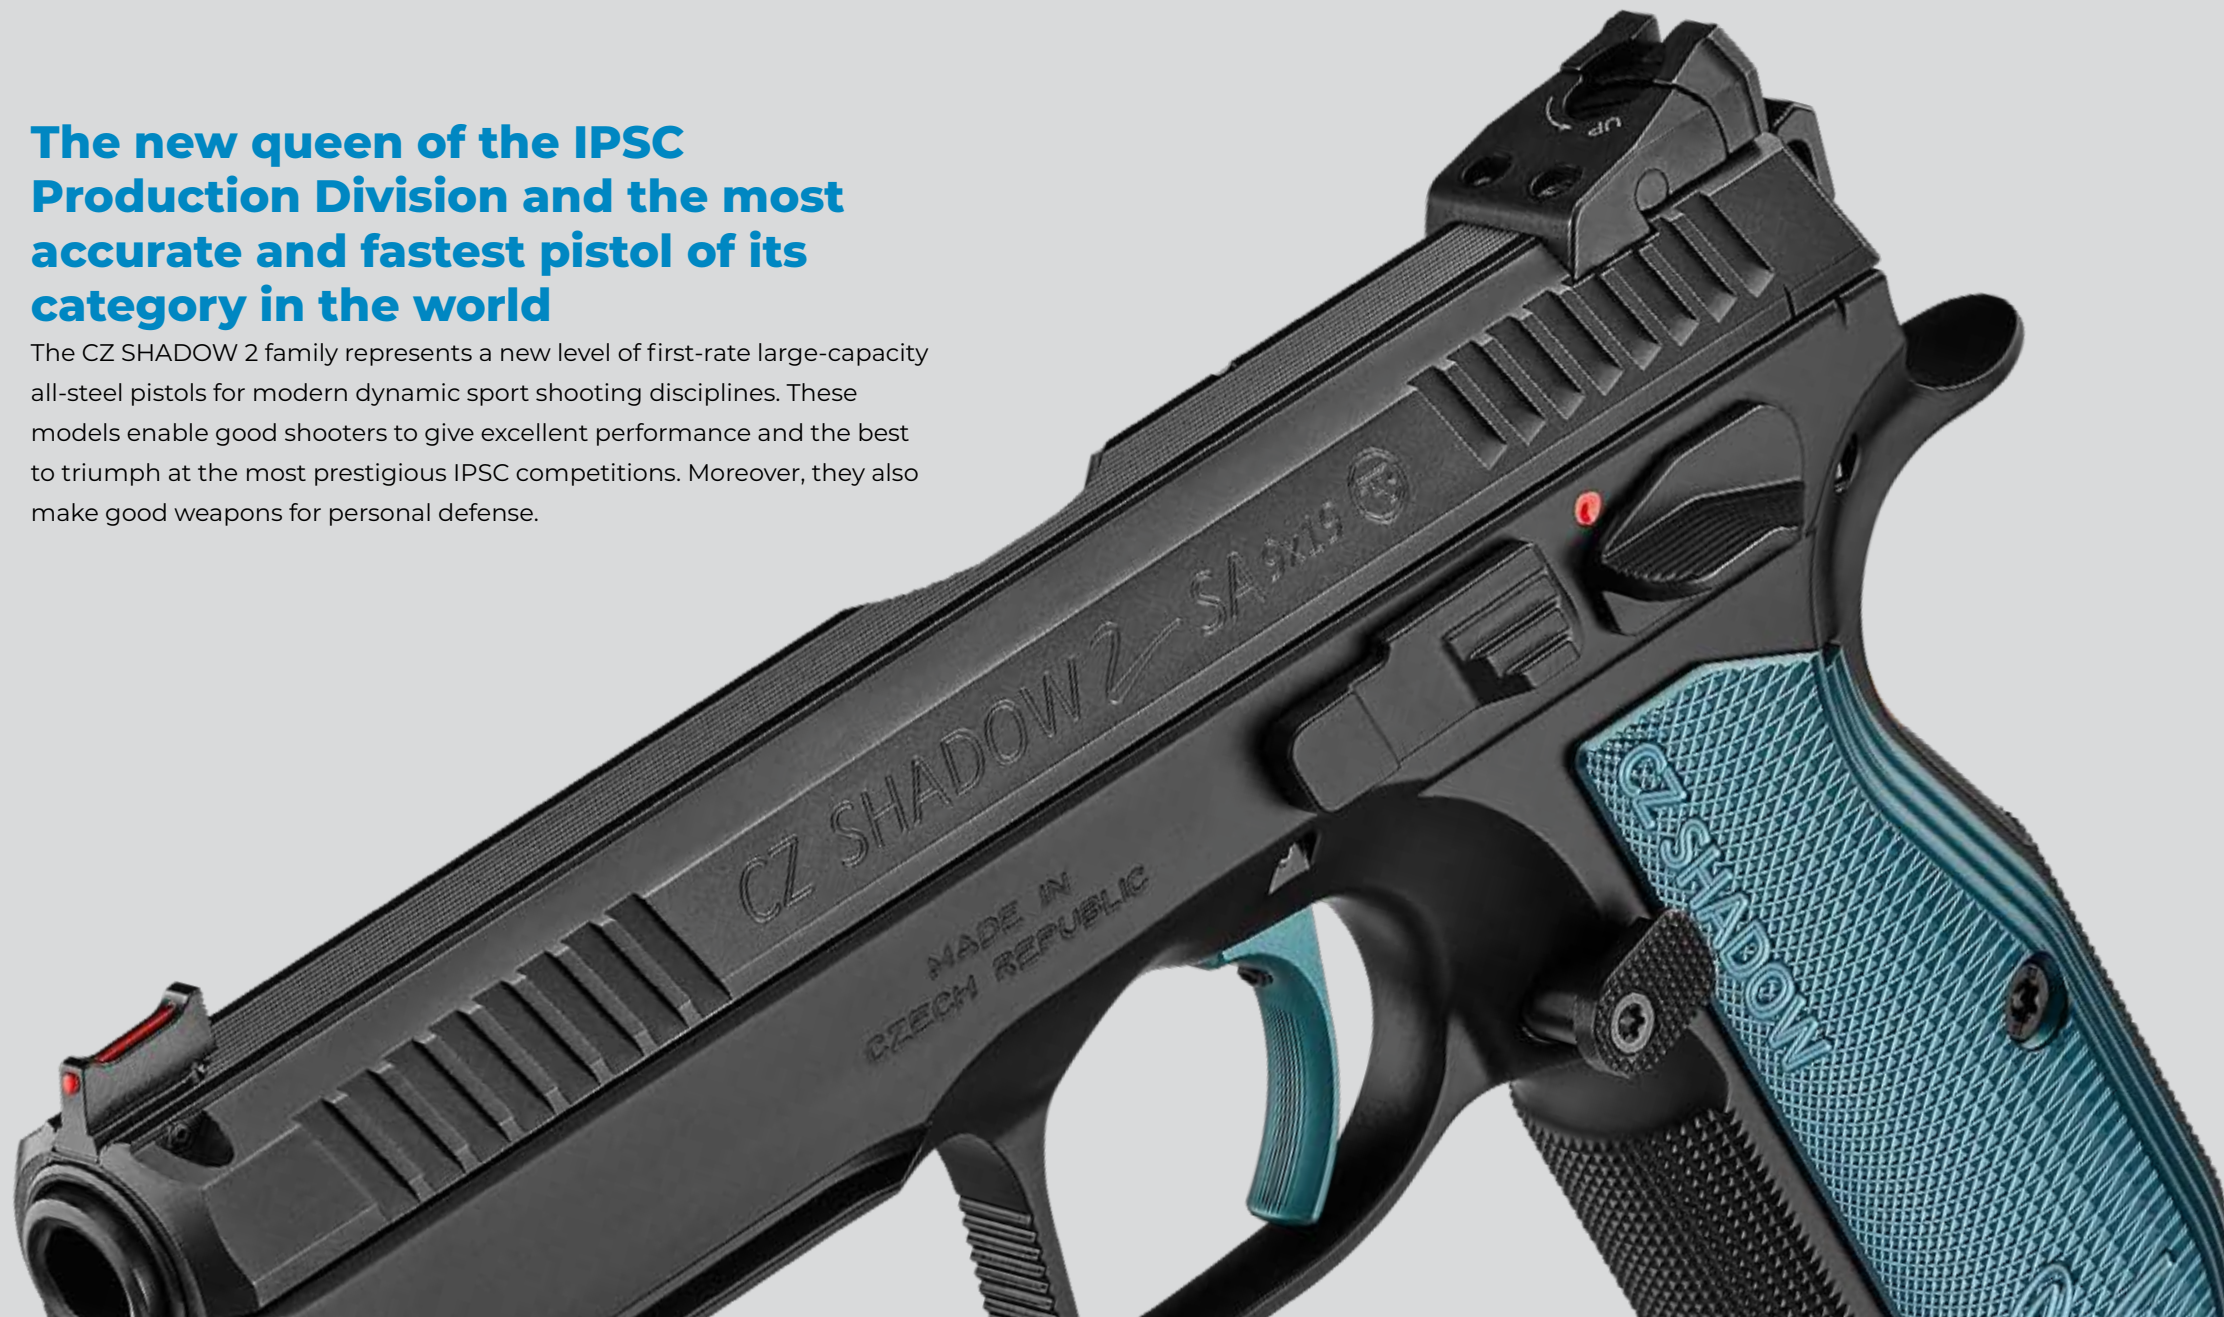 The new queen of the IPSC
Production Division and the most
accurate and fastest pistol of its
category in the world
The CZ SHADOW 2 family represents a new level of first-rate large-capacity
all-steel pistols for modern dynamic sport shooting disciplines. These
models enable good shooters to give excellent performance and the best
to triumph at the most prestigious IPSC competitions. Moreover, they also
make good weapons for personal defense.
UP
CZ SHADOW 2 SA 9x19
MADE IN
CZECH REPUBLIC
CZ SHADOW